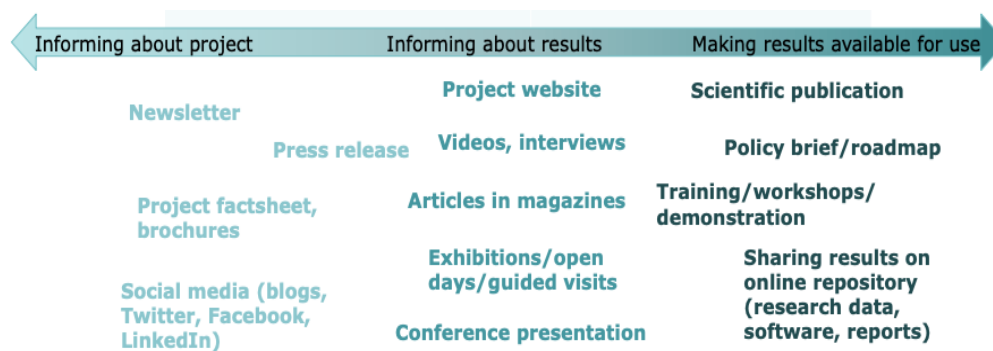 Informing about project
Informing about results
Making results available for use
Newsletter
Press release
Project factsheet,
brochures
Social media (blogs,
Twitter, Facebook,
LinkedIn)
Project website
Videos, interviews
Articles in magazines
Exhibitions/open
days/guided visits
Conference presentation
Scientific publication
Policy brief/roadmap
Training/workshops/
demonstration
Sharing results on
online repository
(research data,
software, reports)